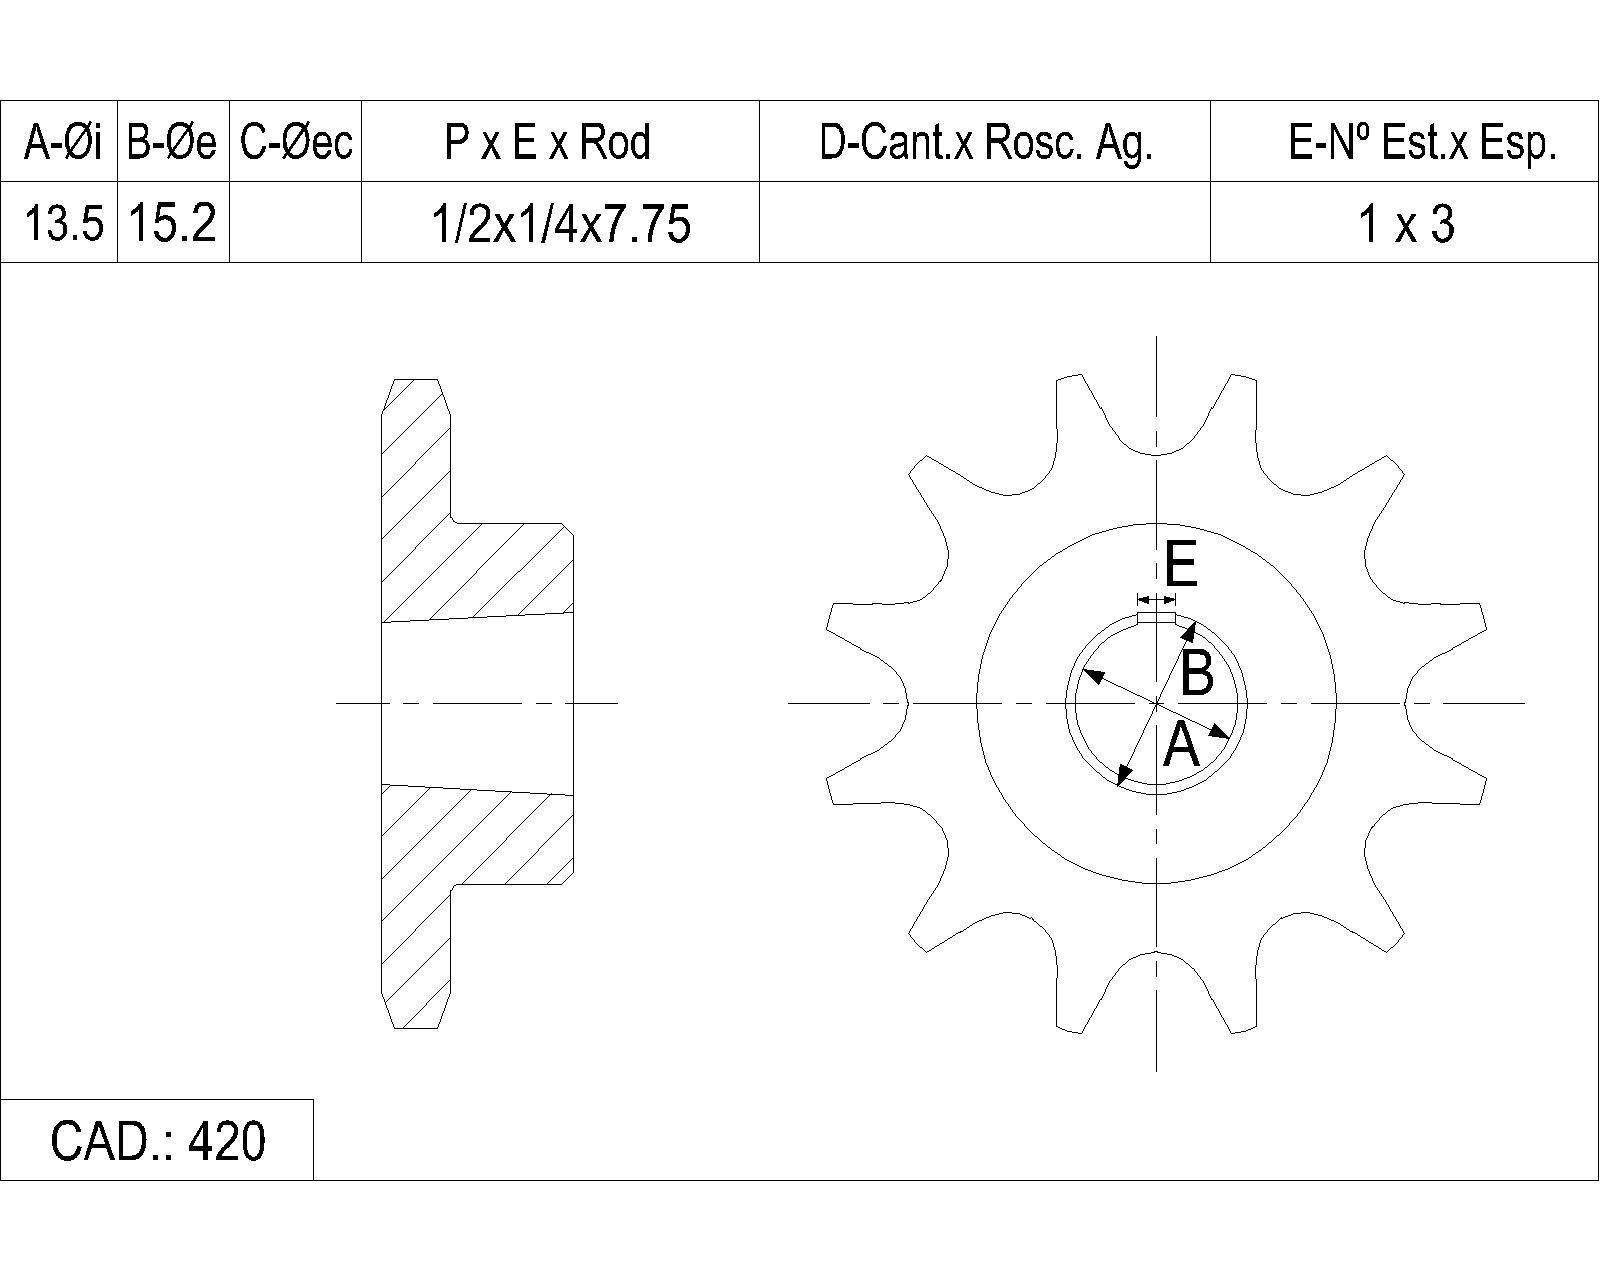 A-Øi B-Øe C-Øec P x E x Rod D-Cant.x Rosc. Ag. E-Nº Est.x Esp.
13.5 15.2 1/2x1/4x7.75 1 x 3
E
B
A
CAD.: 420